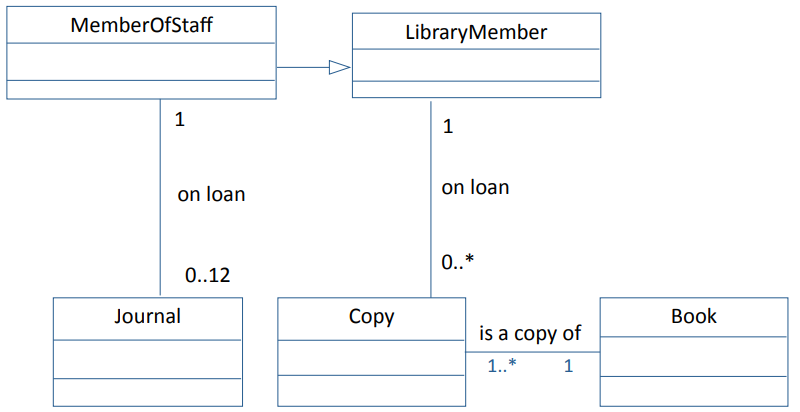 MemberOfStaff
LibraryMember
1
1
on loan
on loan
0..12
0..*
Journal
Copy
is a copy of
Book
1..*
1